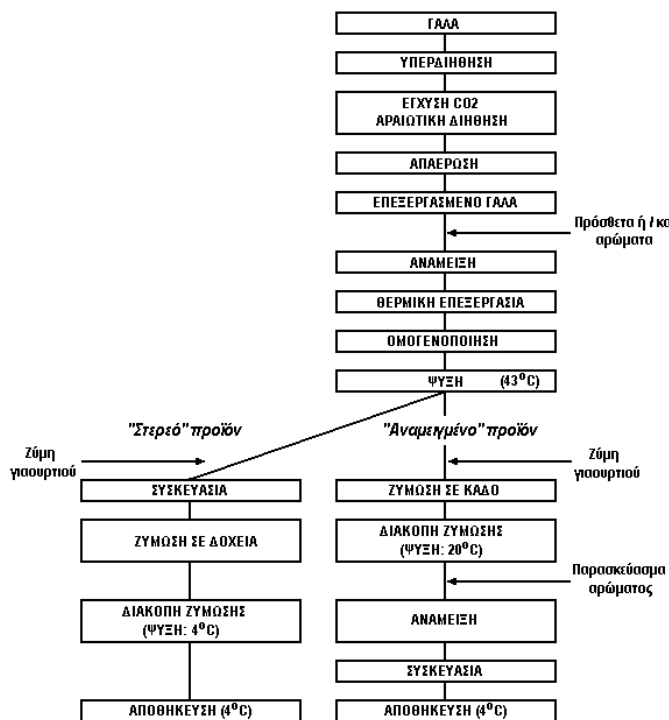 ΓΑΛΑ
ΥΠΕΡΔΙΗΘΗΣΗ
ΕΓΧΥΣΗ CO2
ΑΡΑΙΩΤΙΚΗ ΔΙΗΘΗΣΗ
ΑΠΑΕΡΩΣΗ
ΕΠΕΞΕΡΓΑΣΜΕΝΟ ΓΑΛΑ
Πρόσθετα ή / κα
αρώματα
ΑΝΑΜΕΙΞΗ
ΘΕΡΜΙΚΗ ΕΠΕΞΕΡΓΑΣΙΑ
ΟΜΟΓΕΝΟΠΟΙΗΣΗ
ΨΥΞΗ (43°C)
"Στερεό" προϊόν
"Αναμειγμένο" προϊόν
Ζύμη
γιαουρτιού
Ζύμη
γιαουρτιού
ΣΥΣΚΕΥΑΣΙΑ
ΖΥΜΩΣΗ ΣΕ ΚΑΔΟ
ΖΥΜΩΣΗ ΣΕ ΔΟΧΕΙΑ
ΔΙΑΚΟΠΗ ΖΥΜΩΣΗΣ
(ΨΥΞΗ: 20°C)
Παρασκεύασμα
αρώματος
ΔΙΑΚΟΠΗ ΖΥΜΩΣΗΣ
(ΨΥΞΗ: 4°C)
ΑΝΑΜΕΙΞΗ
ΣΥΣΚΕΥΑΣΙΑ
ΑΠΟΘΗΚΕΥΣΗ (4°C)
ΑΠΟΘΗΚΕΥΣΗ (4°C)